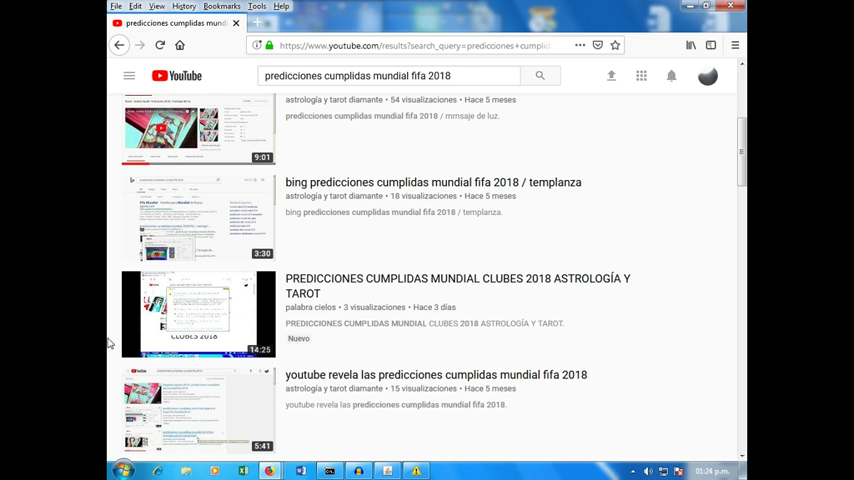 File Edit View History Bookmarks Tools Help
predicciones cumplidas mundi
https://www.youtube.com/results?search_query=predicciones+cumplid
YouTube
predicciones cumplidas mundial fifa 2018
astrología y tarot diamante • 54 visualizaciones • Hace 5 meses
predicciones cumplidas mundial fifa 2018 / mrnsaje de luz.
9:01
bing predicciones cumplidas mundial fifa 2018 / templanza
astrología y tarot diamante • 18 visualizaciones • Hace 5 meses
bing predicciones cumplidas mundial fifa 2018 / templanza.
3:30
PREDICCIONES CUMPLIDAS MUNDIAL CLUBES 2018 ASTROLOGÍA Y
TAROT
palabra cielos • 3 visualizaciones • Hace 3 días
PREDICCIONES CUMPLIDAS MUNDIAL CLUBES 2018 ASTROLOGÍA Y TAROT.
Nuevo
CLUBES 2018
14:25
youtube revela las predicciones cumplidas mundial fifa 2018
astrología y tarot diamante • 15 visualizaciones • Hace 5 meses
youtube revela las predicciones cumplidas mundial fifa 2018.
5:41
01:24 p.m.